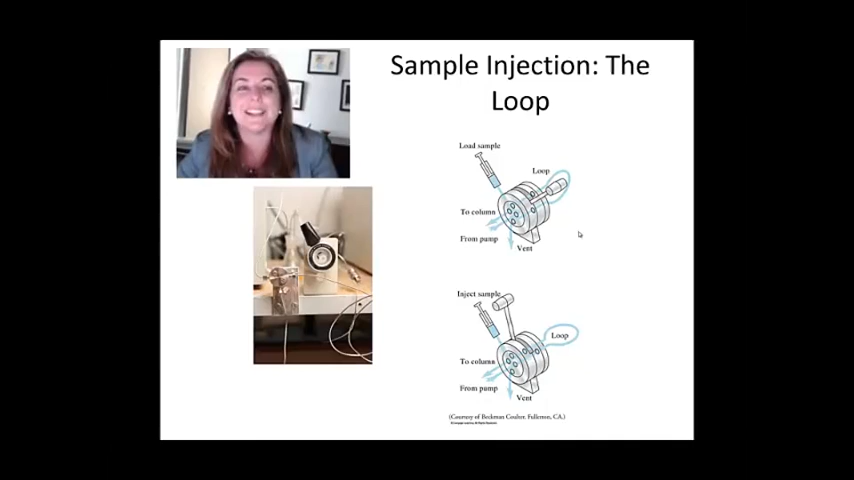 Sample Injection: The
Loop
Load sample
Loop
To column
From pump
Vent
Inject sample
Loop
To column
From pump
Vent
(Courtesy of Beckman Coulter, Fullerton, CA.)